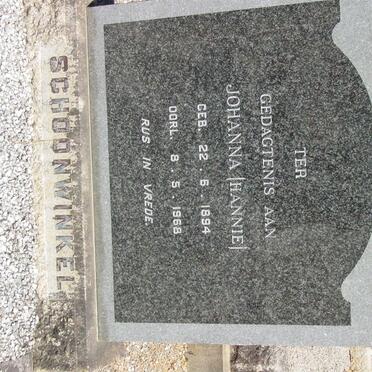 TER
GEDAGTENIS AAN
JOHANNA (HANNIE)
GEB. 22 . 6 . 1894
OORL. 8 . 5 . 1968
RUS IN VREDE
SCHOONWINKEL